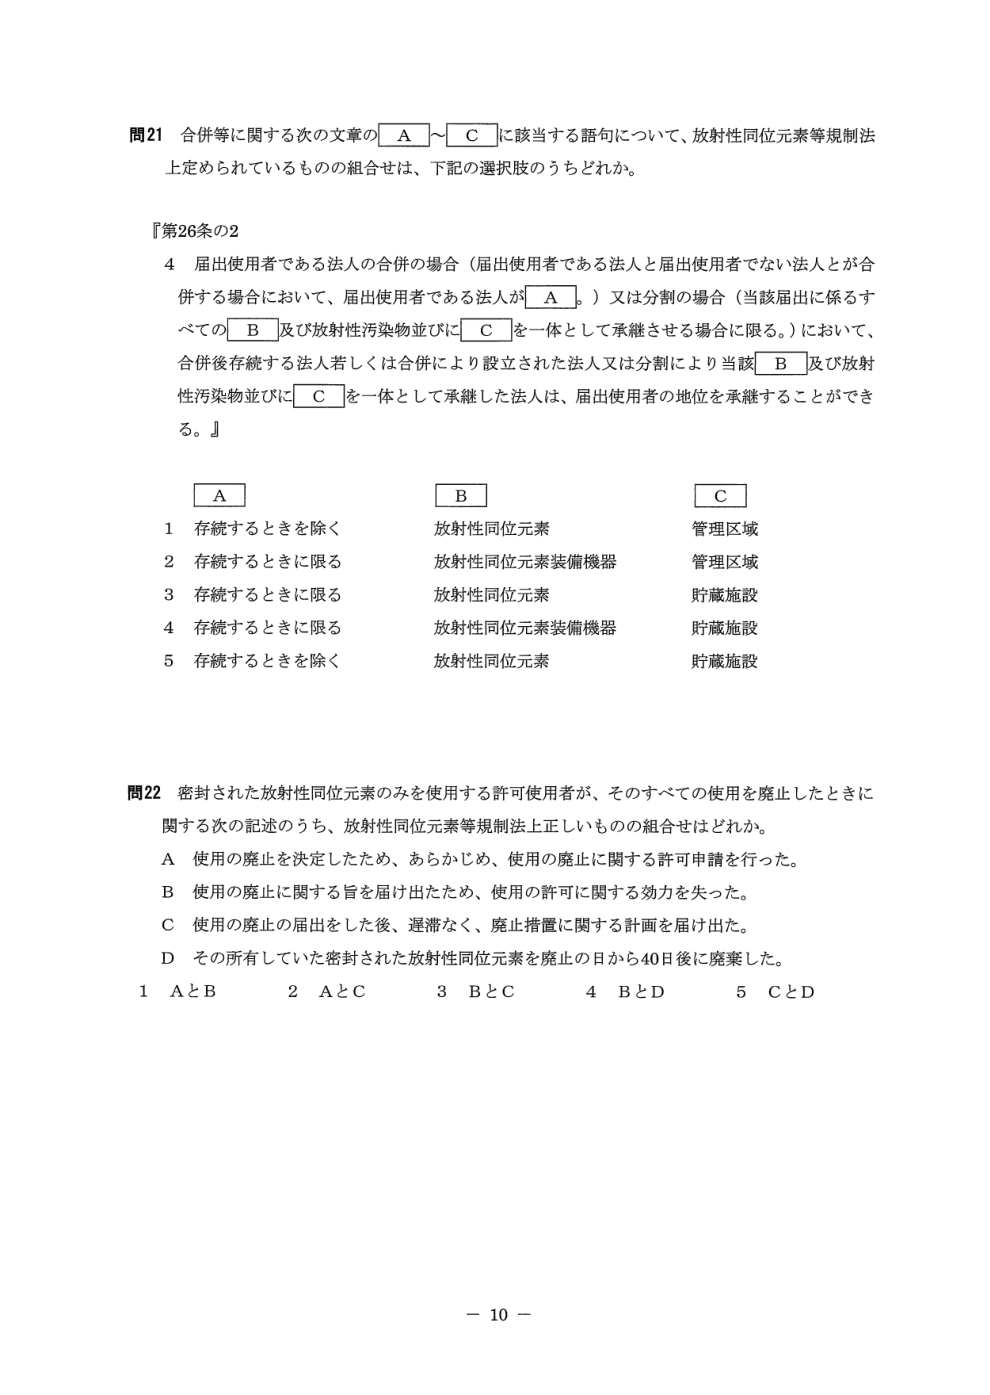 問21 合併等に関する次の文章の A ～ C に該当する語句について、放射性同位元素等規制法
上定められているものの組合せは、下記の選択肢のうちどれか。
『第26条の2
4 届出使用者である法人の合併の場合（届出使用者である法人と届出使用者でない法人とが合
併する場合において、届出使用者である法人が A 。）又は分割の場合（当該届出に係るす
べての B 及び放射性汚染物並びに C を一体として承継させる場合に限る。）において、
合併後存続する法人若しくは合併により設立された法人又は分割により当該 B 及び放射
性汚染物並びに C を一体として承継した法人は、届出使用者の地位を承継することができ
る。』
A B C
1 存続するときを除く 放射性同位元素 管理区域
2 存続するときに限る 放射性同位元素装備機器 管理区域
3 存続するときに限る 放射性同位元素 貯蔵施設
4 存続するときに限る 放射性同位元素装備機器 貯蔵施設
5 存続するときを除く 放射性同位元素 貯蔵施設
問22 密封された放射性同位元素のみを使用する許可使用者が、そのすべての使用を廃止したときに
関する次の記述のうち、放射性同位元素等規制法上正しいものの組合せはどれか。
A 使用の廃止を決定したため、あらかじめ、使用の廃止に関する許可申請を行った。
B 使用の廃止に関する旨を届け出たため、使用の許可に関する効力を失った。
C 使用の廃止の届出をした後、遅滞なく、廃止措置に関する計画を届け出た。
D その所有していた密封された放射性同位元素を廃止の日から40日後に廃棄した。
1 AとB 2 AとC 3 BとC 4 BとD 5 CとD
－ 10 －